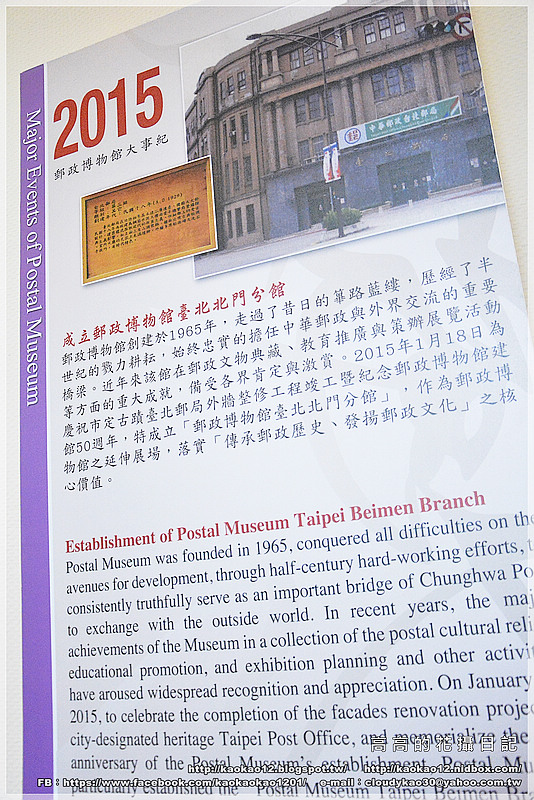 Major Events of Postal Museum
2015
郵政博物館大事紀
中華郵政台北郵局
成立郵政博物館臺北北門分館
郵政博物館創建於1965年，走過了昔日的篳路藍縷，歷經了半
世紀的戮力耕耘，始終忠實的擔任中華郵政與外界交流的重要
橋梁。近年來該館在郵政文物典藏、教育推廣與策辦展覽活動
等方面的重大成就，備受各界肯定與激賞。2015年1月18日為
慶祝市定古蹟臺北郵局外牆整修工程竣工暨紀念郵政博物館建
館50週年，特成立「郵政博物館臺北北門分館」，作為郵政博
物館之延伸展場，落實「傳承郵政歷史、發揚郵政文化」之核
心價值。
Establishment of Postal Museum Taipei Beimen Branch
Postal Museum was founded in 1965, conquered all difficulties on the
avenues for development, through half-century hard-working efforts, t
consistently truthfully serve as an important bridge of Chunghwa Po
to exchange with the outside world. In recent years, the maj
achievements of the Museum in a collection of the postal cultural reli
educational promotion, and exhibition planning and other activi
have aroused widespread recognition and appreciation. On January
2015, to celebrate the completion of the facades renovation proje
city-designated heritage Taipei Post Office, and memorialize the
anniversary of the Postal Museum's establishment, Postal Mu
particularly established the "Postal Museum Taipei Beimen Bra
高高的花攝日記
http://kaokao12.blogspot.tw/ http://kaokao12.nidbox.com/
FB：https://www.facebook.com/kaokaokao1201/ e-mail：cloudykao30@yahoo.com.tw